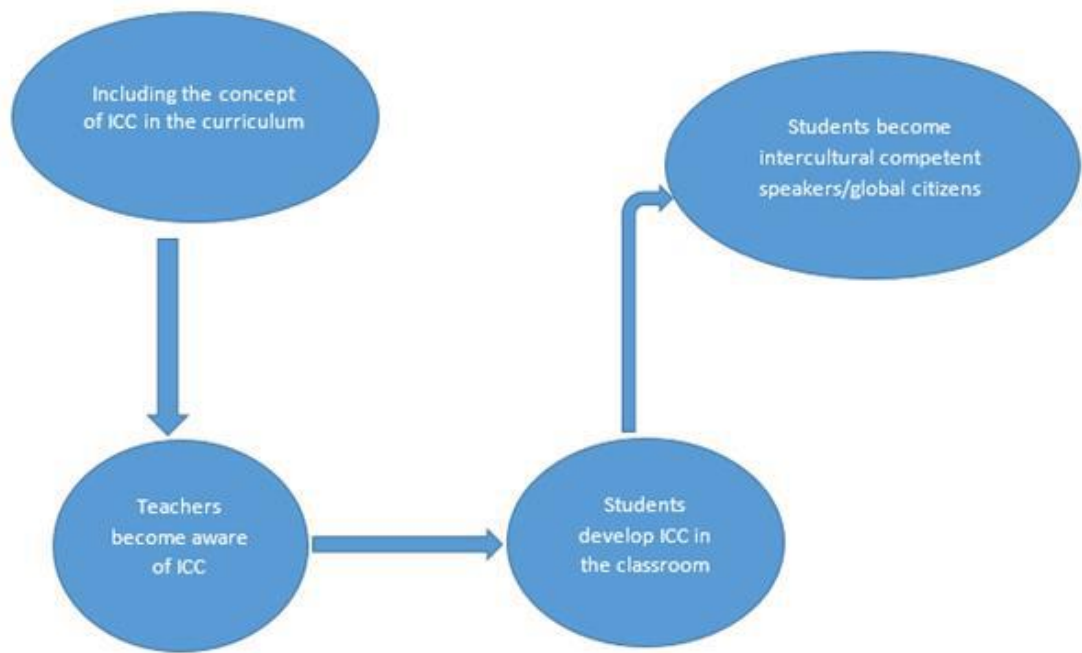 Including the concept
of ICC in the curriculum
Teachers
become aware
of ICC
Students
develop ICC in
the classroom
Students become
intercultural competent
speakers/global citizens